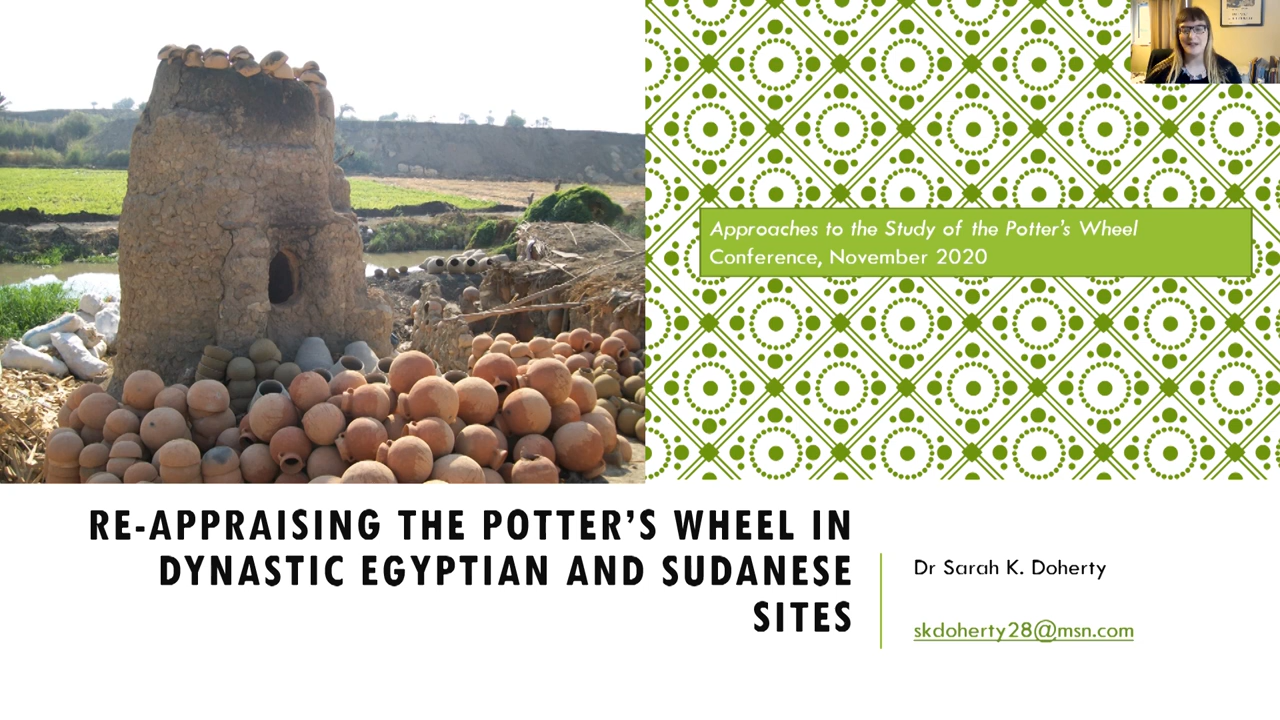 Approaches to the Study of the Potter's Wheel
Conference, November 2020
RE-APPRAISING THE POTTER'S WHEEL IN
DYNASTIC EGYPTIAN AND SUDANESE
SITES
Dr Sarah K. Doherty
skdoherty28@msn.com